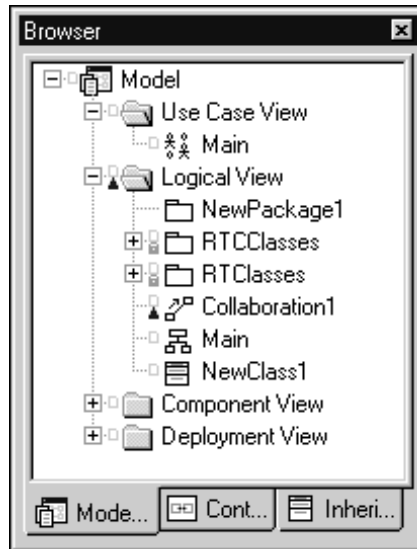 Browser
Model
Use Case View
Main
Logical View
NewPackage1
RTCClasses
RTClasses
Collaboration1
Main
NewClass1
Component View
Deployment View
Mode... Cont... Inheri...